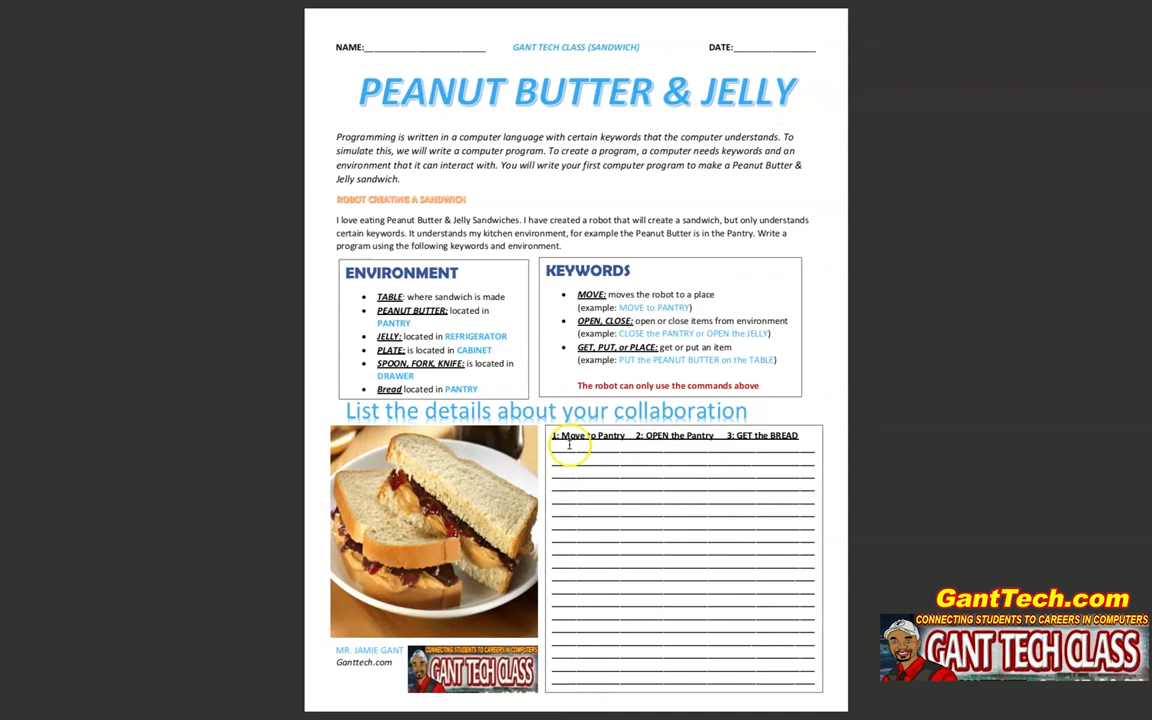 NAME:__________________________ GANT TECH CLASS (SANDWICH) DATE:__________________
PEANUT BUTTER & JELLY
Programming is written in a computer language with certain keywords that the computer understands. To
simulate this, we will write a computer program. To create a program, a computer needs keywords and an
environment that it can interact with. You will write your first computer program to make a Peanut Butter &
Jelly sandwich.
ROBOT CREATING A SANDWICH
I love eating Peanut Butter & Jelly Sandwiches. I have created a robot that will create a sandwich, but only understands
certain keywords. It understands my kitchen environment, for example the Peanut Butter is in the Pantry. Write a
program using the following keywords and environment.
ENVIRONMENT
• TABLE: where sandwich is made
• PEANUT BUTTER: located in
PANTRY
• JELLY: located in REFRIGERATOR
• PLATE: is located in CABINET
• SPOON, FORK, KNIFE: is located in
DRAWER
• Bread located in PANTRY
KEYWORDS
• MOVE: moves the robot to a place
(example: MOVE to PANTRY)
• OPEN, CLOSE: open or close items from environment
(example: CLOSE the PANTRY or OPEN the JELLY)
• GET, PUT, or PLACE: get or put an item
(example: PUT the PEANUT BUTTER on the TABLE)
The robot can only use the commands above
List the details about your collaboration
1: Move to Pantry 2: OPEN the Pantry 3: GET the BREAD
MR. JAMIE GANT
Ganttech.com
CONNECTING STUDENTS TO CAREERS IN COMPUTERS
GANT TECH CLASS
GantTech.com
CONNECTING STUDENTS TO CAREERS IN COMPUTERS
GANT TECH CLASS